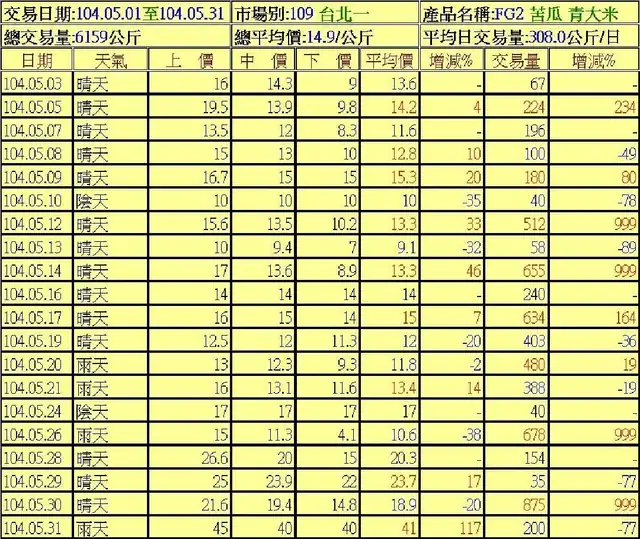 交易日期:104.05.01至104.05.31 市場別:109 台北一 產品名稱:FG2 苦瓜 青大米
總交易量:6159公斤 總平均價:14.9/公斤 平均日交易量:308.0公斤/日
日期 天氣 上 價 中 價 下 價 平均價 增減% 交易量 增減%
104.05.03 晴天 16 14.3 9 13.6 - 67 -
104.05.05 晴天 19.5 13.9 9.8 14.2 4 224 234
104.05.07 晴天 13.5 12 8.3 11.6 - 196 -
104.05.08 晴天 15 13 10 12.8 10 100 -49
104.05.09 晴天 16.7 15 15 15.3 20 180 80
104.05.10 陰天 10 10 10 10 -35 40 -78
104.05.12 晴天 15.6 13.5 10.2 13.3 33 512 999
104.05.13 晴天 10 9.4 7 9.1 -32 58 -89
104.05.14 晴天 17 13.6 8.9 13.3 46 655 999
104.05.16 晴天 14 14 14 14 - 240 -
104.05.17 晴天 16 15 14 15 7 634 164
104.05.19 晴天 12.5 12 11.3 12 -20 403 -36
104.05.20 雨天 13 12.3 9.3 11.8 -2 480 19
104.05.21 雨天 16 13.1 11.6 13.4 14 388 -19
104.05.24 陰天 17 17 17 17 - 40 -
104.05.26 雨天 15 11.3 4.1 10.6 -38 678 999
104.05.28 晴天 26.6 20 15 20.3 - 154 -
104.05.29 晴天 25 23.9 22 23.7 17 35 -77
104.05.30 晴天 21.6 19.4 14.8 18.9 -20 875 999
104.05.31 雨天 45 40 40 41 117 200 -77